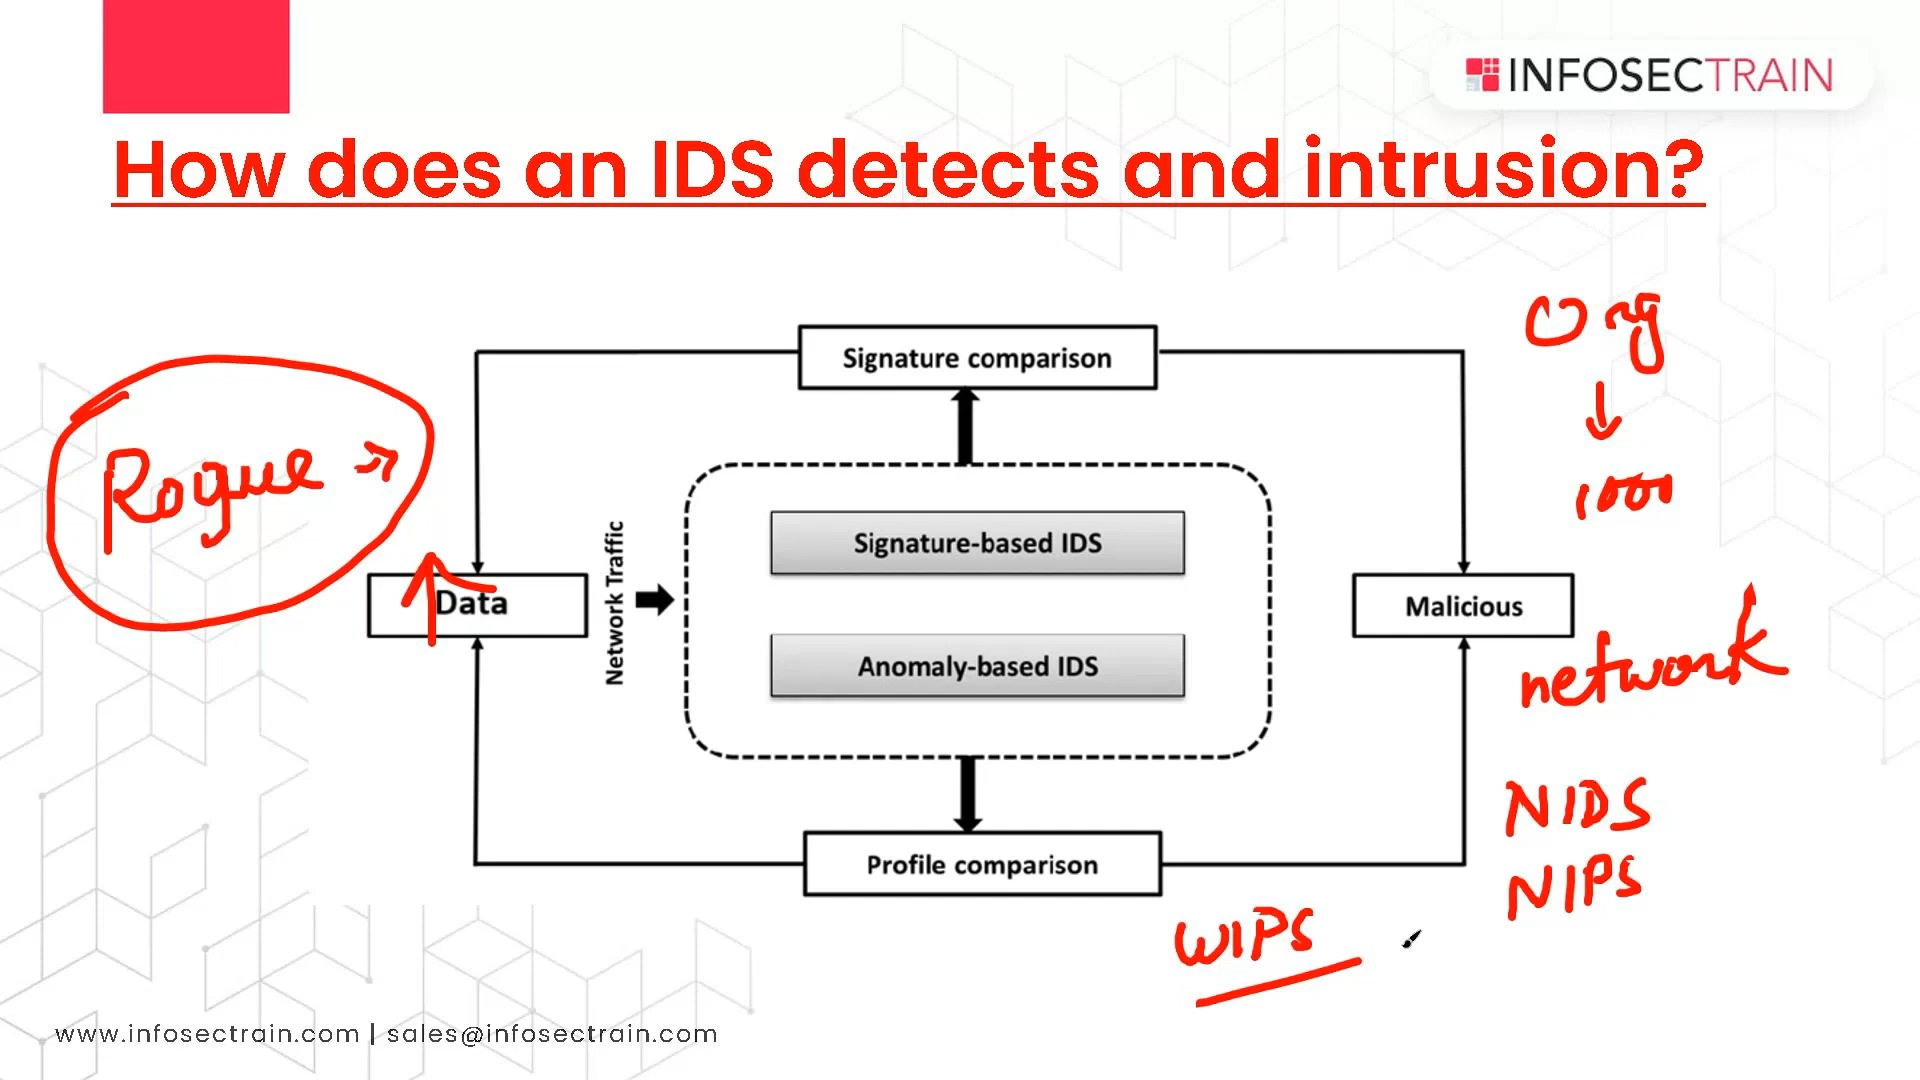 INFOSECTRAIN
How does an IDS detects and intrusion?
Org
Signature comparison
Rogue
1000
Signature-based IDS
Network Traffic
Data
Malicious
Anomaly-based IDS
network
NIDS
Profile comparison
NIPS
WIPS
www.infosectrain.com | sales@infosectrain.com